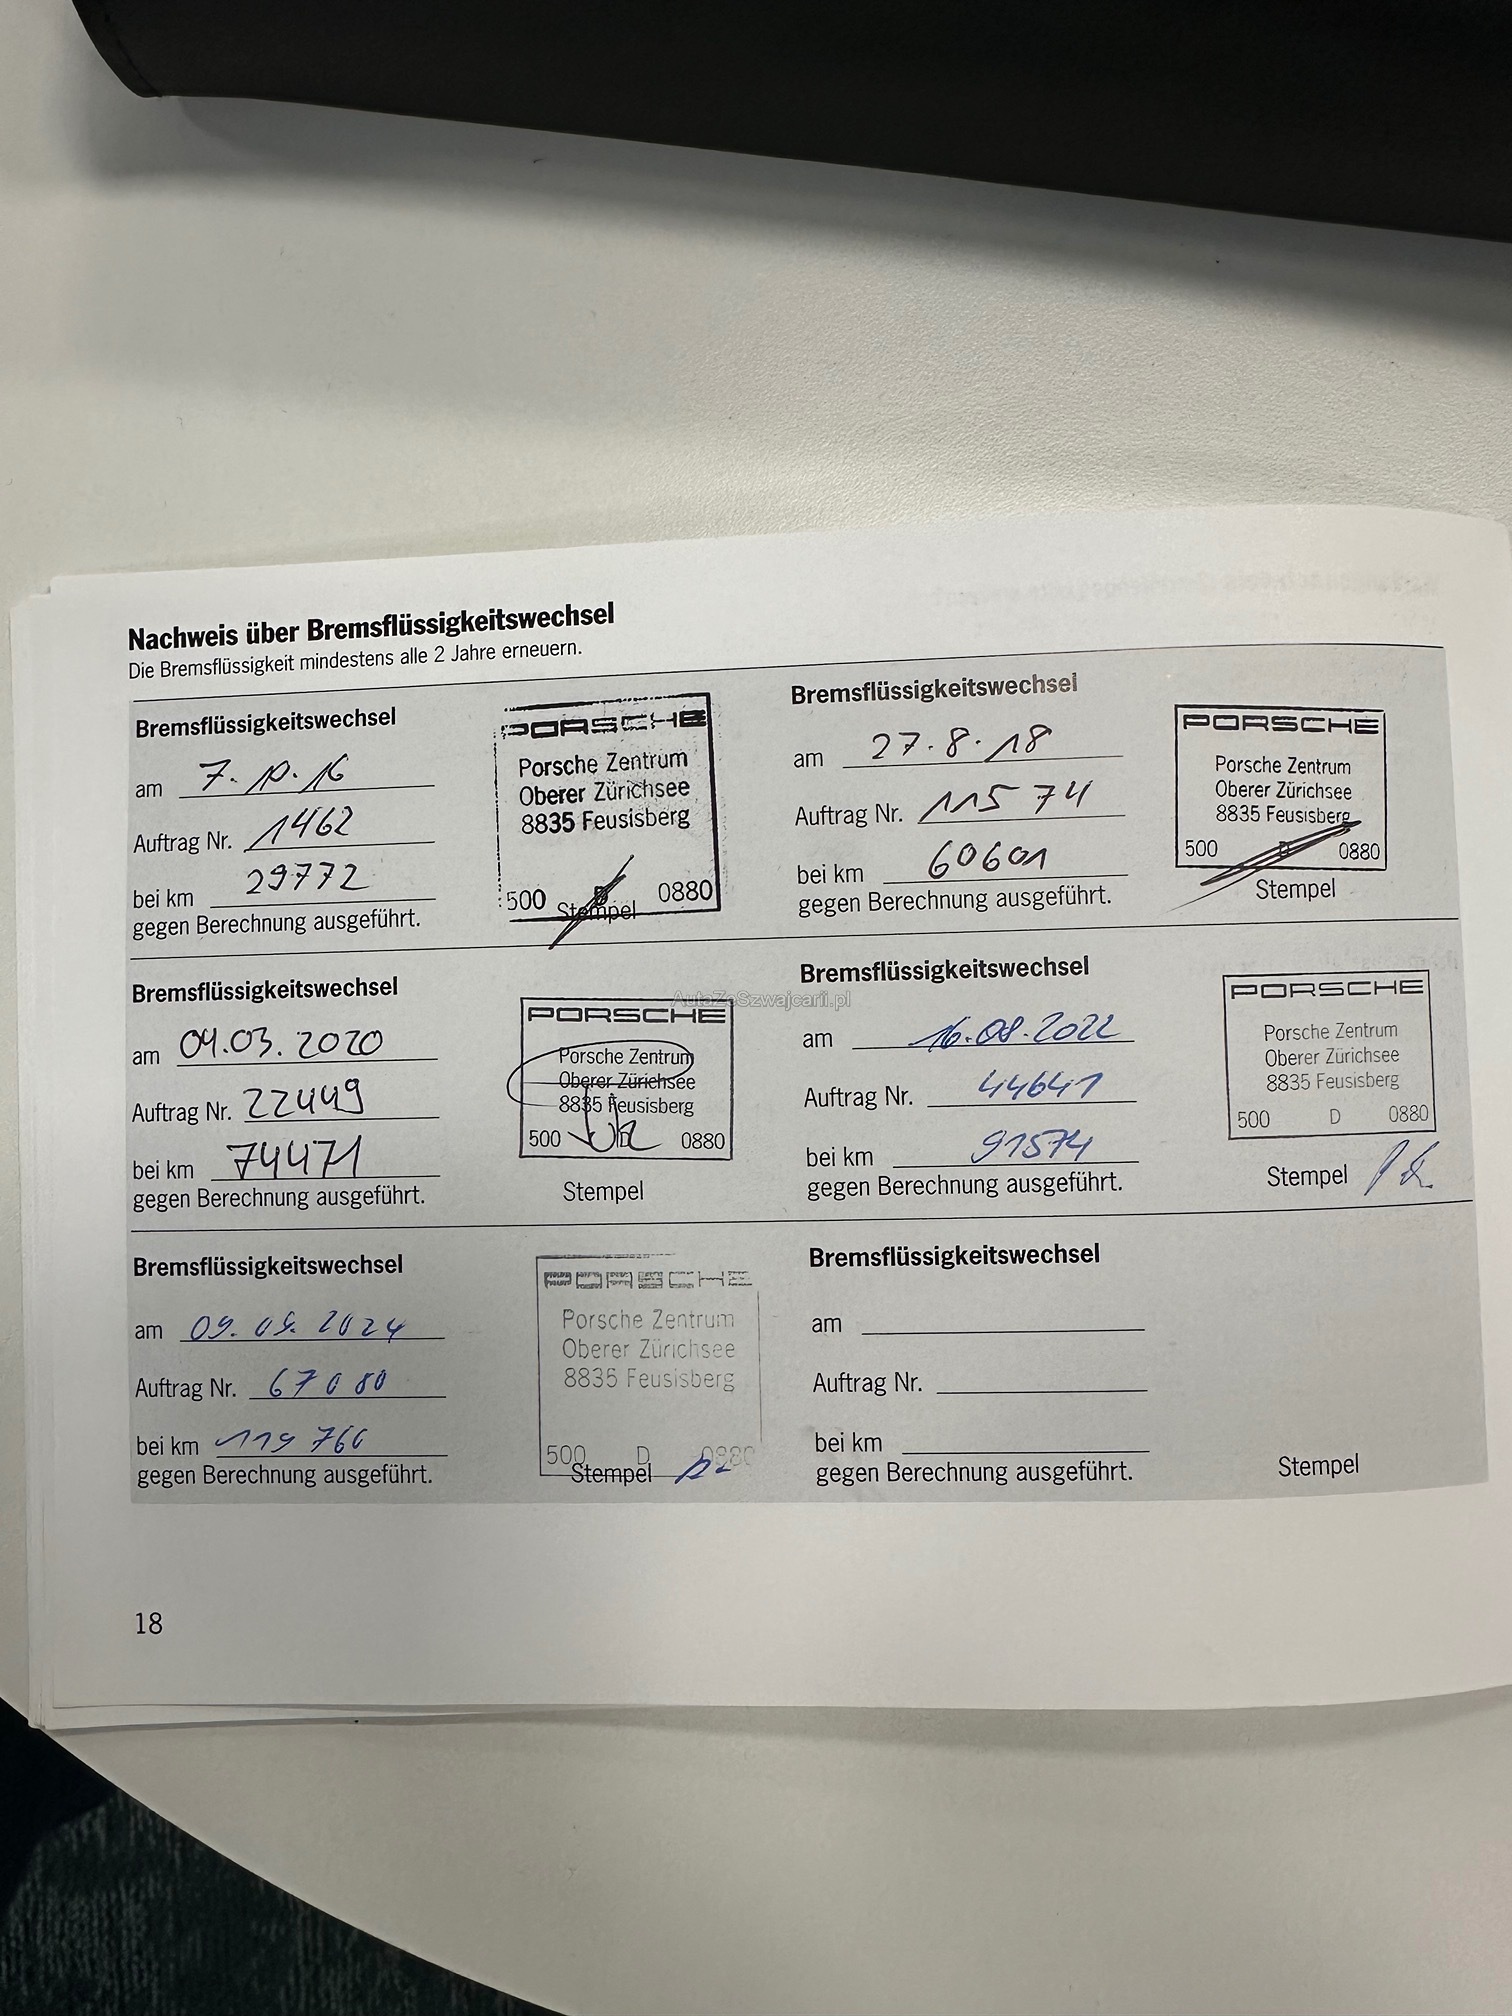 Nachweis über Bremsflüssigkeitswechsel
Die Bremsflüssigkeit mindestens alle 2 Jahre erneuern.
Bremsflüssigkeitswechsel
am 7.10.16
Auftrag Nr. 1462
bei km 29772
gegen Berechnung ausgeführt.
PORSCHE
Porsche Zentrum
Oberer Zürichsee
8835 Feusisberg
500 D 0880
Stempel
Bremsflüssigkeitswechsel
am 27.8.18
Auftrag Nr. 11574
bei km 60601
gegen Berechnung ausgeführt.
PORSCHE
Porsche Zentrum
Oberer Zürichsee
8835 Feusisberg
500 D 0880
Stempel
Bremsflüssigkeitswechsel
am 04.03.2020
Auftrag Nr. 22449
bei km 74471
gegen Berechnung ausgeführt.
PORSCHE
Porsche Zentrum
Oberer Zürichsee
8835 Feusisberg
500 D 0880
Stempel
AutaZeSzwajcarii.pl
Bremsflüssigkeitswechsel
am 16.08.2022
Auftrag Nr. 44641
bei km 91574
gegen Berechnung ausgeführt.
PORSCHE
Porsche Zentrum
Oberer Zürichsee
8835 Feusisberg
500 D 0880
Stempel
Bremsflüssigkeitswechsel
am 09.09.2024
Auftrag Nr. 67080
bei km 119760
gegen Berechnung ausgeführt.
PORSCHE
Porsche Zentrum
Oberer Zürichsee
8835 Feusisberg
500 D 0880
Stempel
Bremsflüssigkeitswechsel
am
Auftrag Nr.
bei km
gegen Berechnung ausgeführt.
Stempel
18